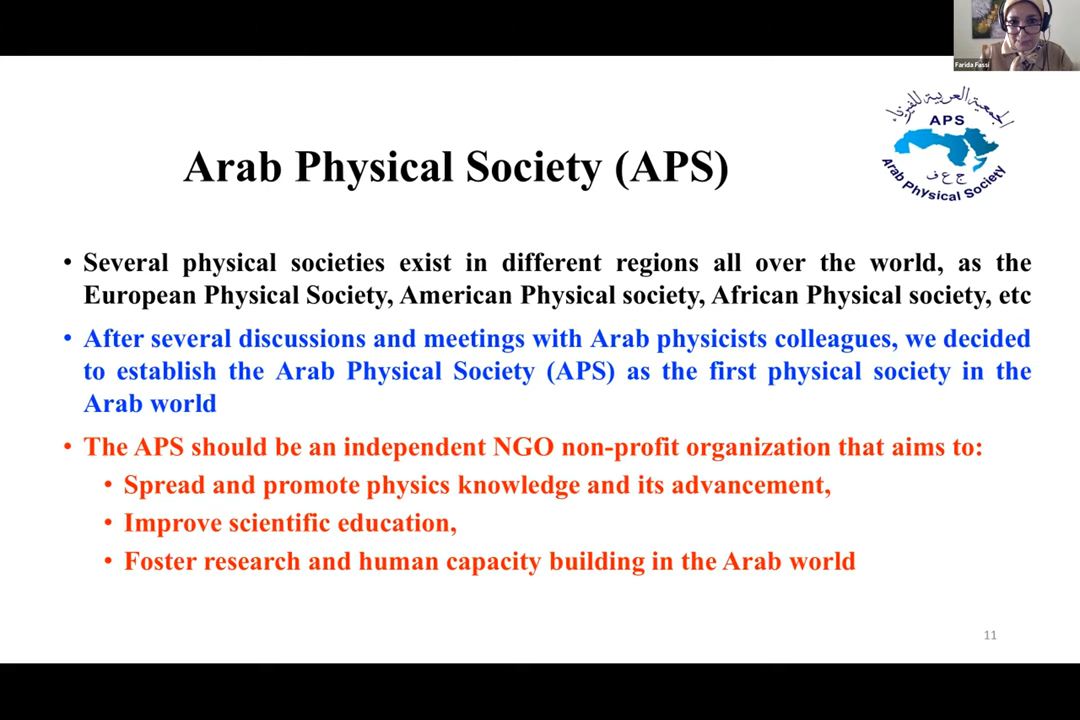 Farida Fassi
الجمعية العربية للفيزياء
APS
ج ع ف
Arab Physical Society
Arab Physical Society (APS)
• Several physical societies exist in different regions all over the world, as the
European Physical Society, American Physical society, African Physical society, etc
• After several discussions and meetings with Arab physicists colleagues, we decided
to establish the Arab Physical Society (APS) as the first physical society in the
Arab world
• The APS should be an independent NGO non-profit organization that aims to:
• Spread and promote physics knowledge and its advancement,
• Improve scientific education,
• Foster research and human capacity building in the Arab world
11